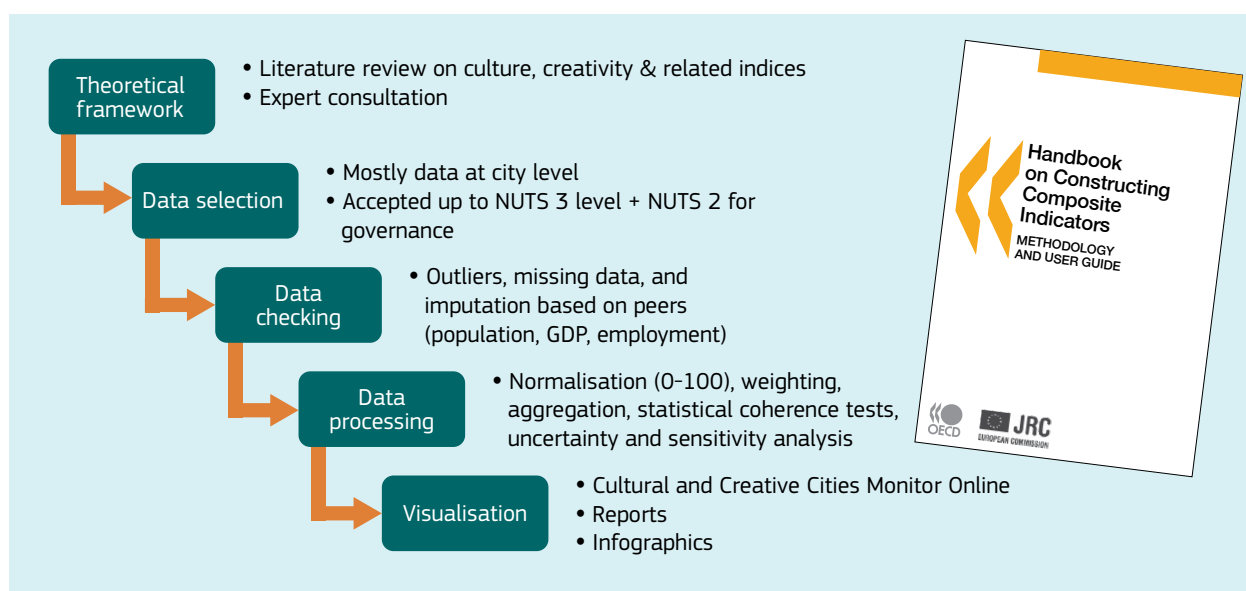 Theoretical
framework
• Literature review on culture, creativity & related indices
• Expert consultation
Data selection
• Mostly data at city level
• Accepted up to NUTS 3 level + NUTS 2 for
governance
Data
checking
• Outliers, missing data, and
imputation based on peers
(population, GDP, employment)
Data
processing
• Normalisation (0-100), weighting,
aggregation, statistical coherence tests,
uncertainty and sensitivity analysis
Visualisation
• Cultural and Creative Cities Monitor Online
• Reports
• Infographics
Handbook
on Constructing
Composite
Indicators
METHODOLOGY
AND USER GUIDE
OECD
JRC
EUROPEAN COMMISSION